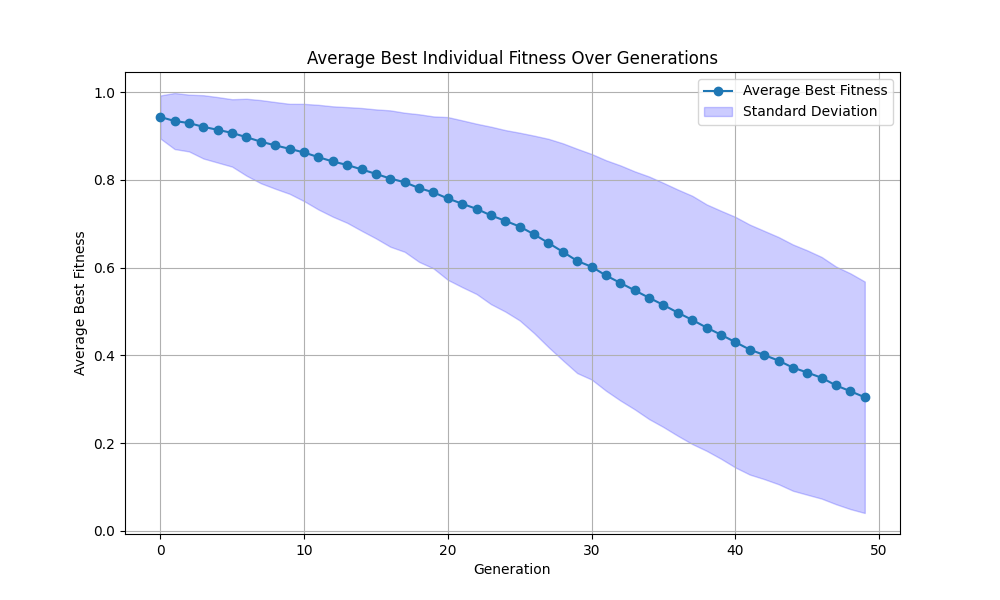 Average Best Individual Fitness Over Generations
Average Best Fitness
Standard Deviation
1.0
0.8
0.6
0.4
0.2
0.0
Average Best Fitness
0
10
20
30
40
50
Generation